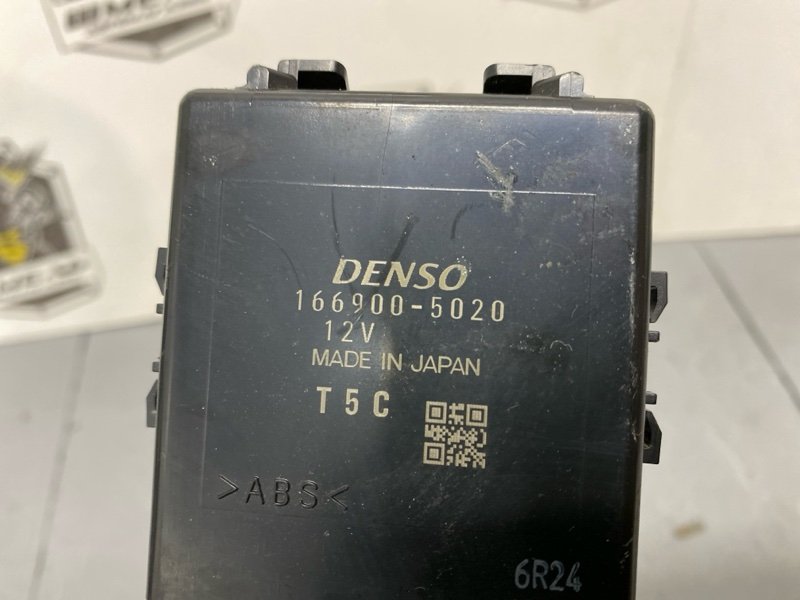 DENSO
166900-5020
12V
MADE IN JAPAN
T5C
>ABS<
6R24